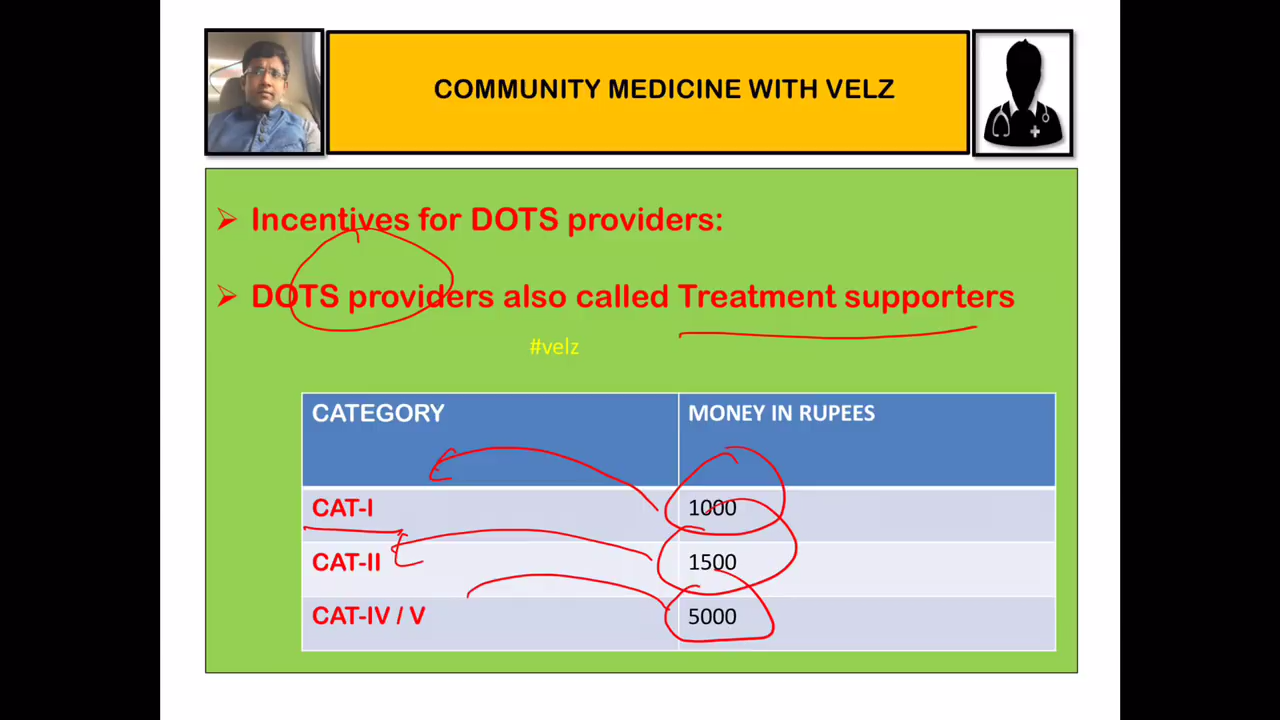 COMMUNITY MEDICINE WITH VELZ
Incentives for DOTS providers:
DOTS providers also called Treatment supporters
#velz
CATEGORY MONEY IN RUPEES
CAT-I 1000
CAT-II 1500
CAT-IV / V 5000